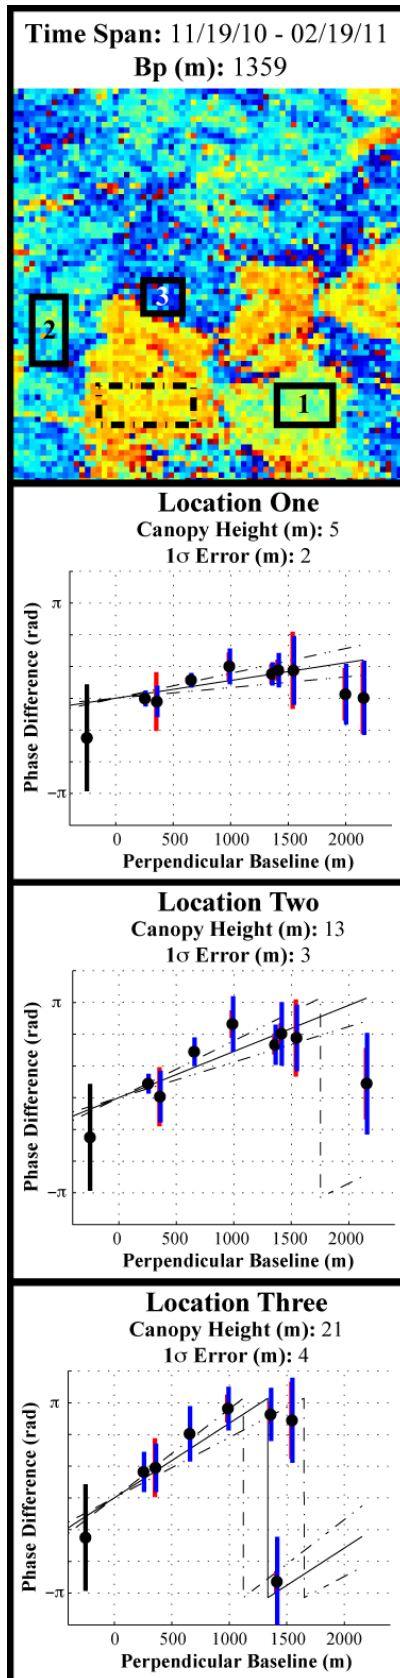 Time Span: 11/19/10 - 02/19/11
Bp (m): 1359
3
2
1
Location One
Canopy Height (m): 5
1σ Error (m): 2
π
Phase Difference (rad)
−π
0 500 1000 1500 2000
Perpendicular Baseline (m)
Location Two
Canopy Height (m): 13
1σ Error (m): 3
π
Phase Difference (rad)
−π
0 500 1000 1500 2000
Perpendicular Baseline (m)
Location Three
Canopy Height (m): 21
1σ Error (m): 4
π
Phase Difference (rad)
−π
0 500 1000 1500 2000
Perpendicular Baseline (m)